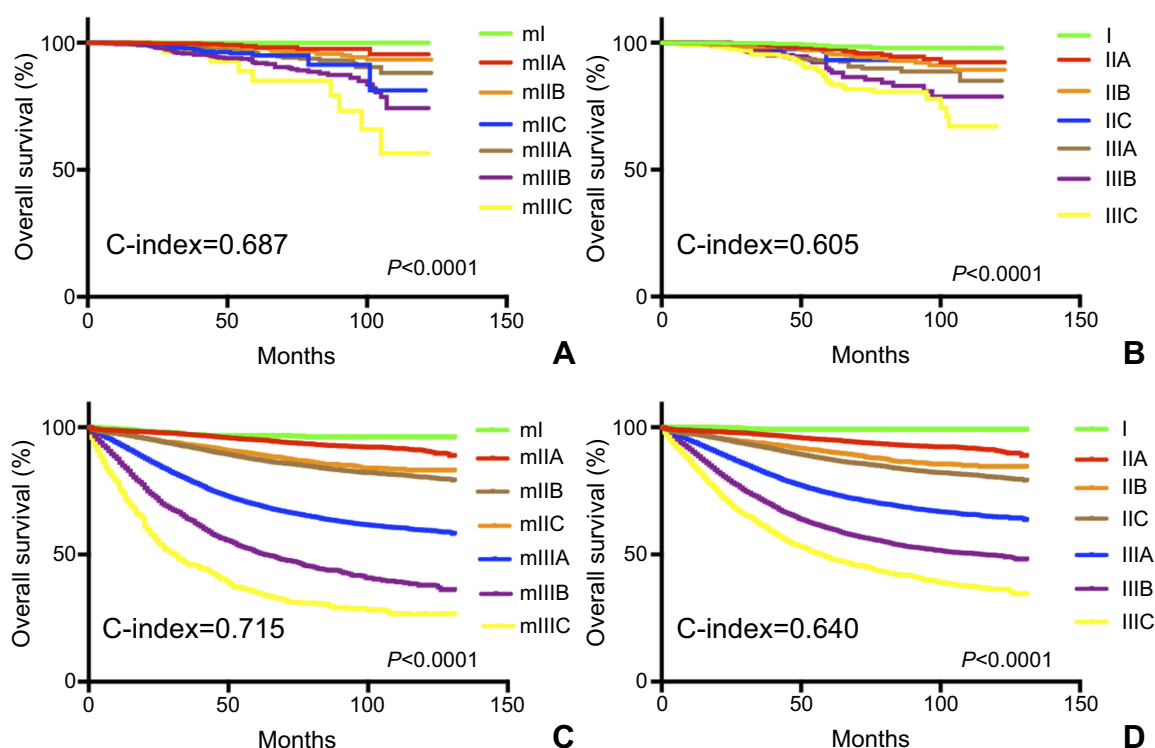 Overall survival (%)
100
50
0
0
50
100
150
Months
C-index=0.687
P<0.0001
mI
mIIA
mIIB
mIIC
mIIIA
mIIIB
mIIIC
A
Overall survival (%)
100
50
0
0
50
100
150
Months
C-index=0.605
P<0.0001
I
IIA
IIB
IIC
IIIA
IIIB
IIIC
B
Overall survival (%)
100
50
0
0
50
100
150
Months
C-index=0.715
P<0.0001
mI
mIIA
mIIB
mIIC
mIIIA
mIIIB
mIIIC
C
Overall survival (%)
100
50
0
0
50
100
150
Months
C-index=0.640
P<0.0001
I
IIA
IIB
IIC
IIIA
IIIB
IIIC
D